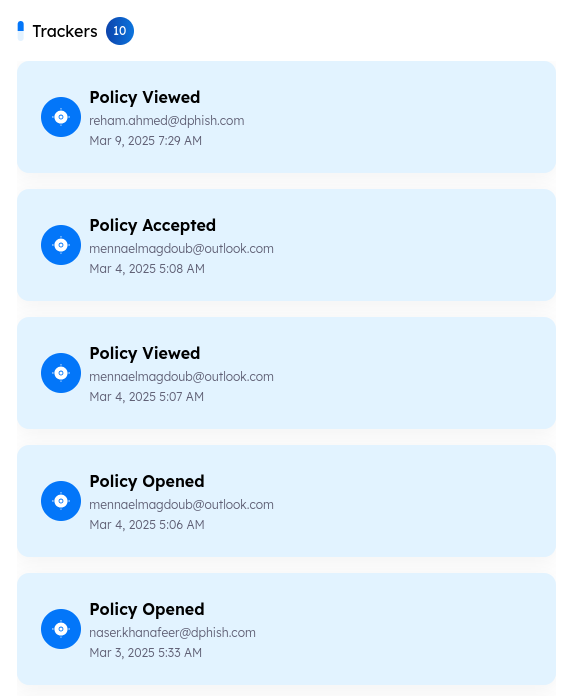 Trackers 10
Policy Viewed
reham.ahmed@dphish.com
Mar 9, 2025 7:29 AM
Policy Accepted
mennaelmagdoub@outlook.com
Mar 4, 2025 5:08 AM
Policy Viewed
mennaelmagdoub@outlook.com
Mar 4, 2025 5:07 AM
Policy Opened
mennaelmagdoub@outlook.com
Mar 4, 2025 5:06 AM
Policy Opened
naser.khanafeer@dphish.com
Mar 3, 2025 5:33 AM